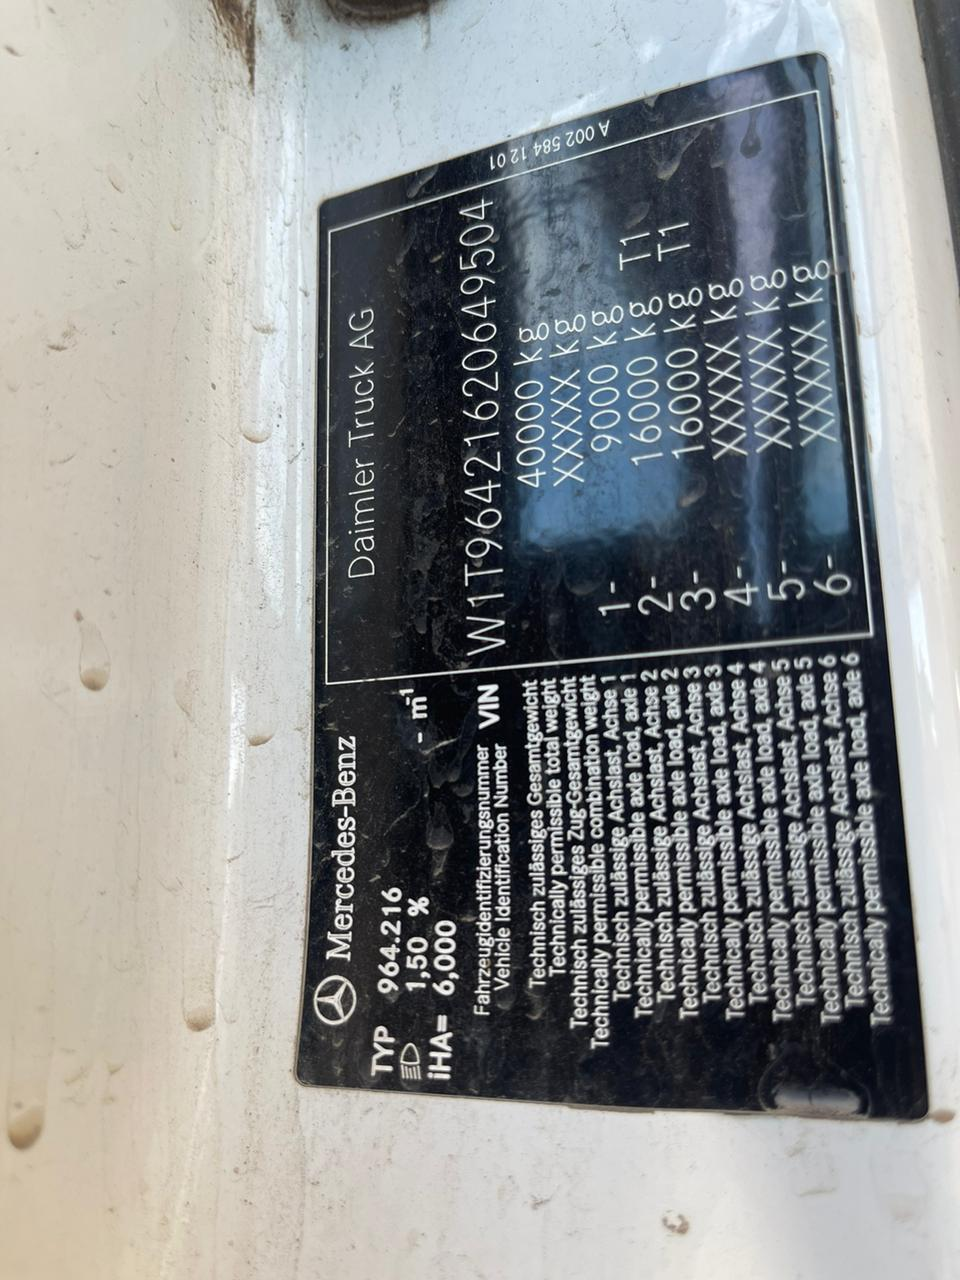 Mercedes-Benz
Daimler Truck AG
TYP 964.216
1,50 % - m-1
iHA= 6,000
Fahrzeugidentifizierungsnummer
Vehicle Identification Number
VIN W1T96421620649504
Technisch zulässiges Gesamtgewicht 40000 kg
Technically permissible total weight
Technisch zulässiges Zug-Gesamtgewicht XXXXX kg
Technically permissible combination weight
Technisch zulässige Achslast, Achse 1 1- 9000 kg
Technically permissible axle load, axle 1
Technisch zulässige Achslast, Achse 2 2- 16000 kg T1
Technically permissible axle load, axle 2
Technisch zulässige Achslast, Achse 3 3- 16000 kg T1
Technically permissible axle load, axle 3
Technisch zulässige Achslast, Achse 4 4- XXXXX kg
Technically permissible axle load, axle 4
Technisch zulässige Achslast, Achse 5 5- XXXXX kg
Technically permissible axle load, axle 5
Technisch zulässige Achslast, Achse 6 6- XXXXX kg
Technically permissible axle load, axle 6
A 002 584 12 01